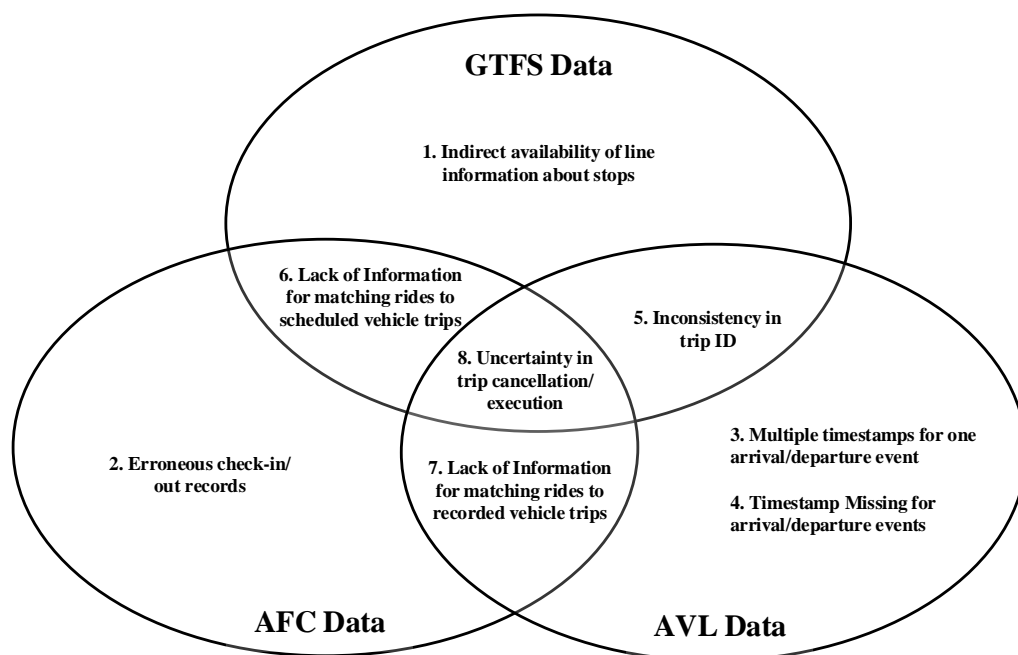 GTFS Data
1. Indirect availability of line
information about stops
6. Lack of Information
for matching rides to
scheduled vehicle trips
5. Inconsistency in
trip ID
8. Uncertainty in
trip cancellation/
execution
2. Erroneous check-in/
out records
7. Lack of Information
for matching rides to
recorded vehicle trips
3. Multiple timestamps for one
arrival/departure event
4. Timestamp Missing for
arrival/departure events
AFC Data
AVL Data